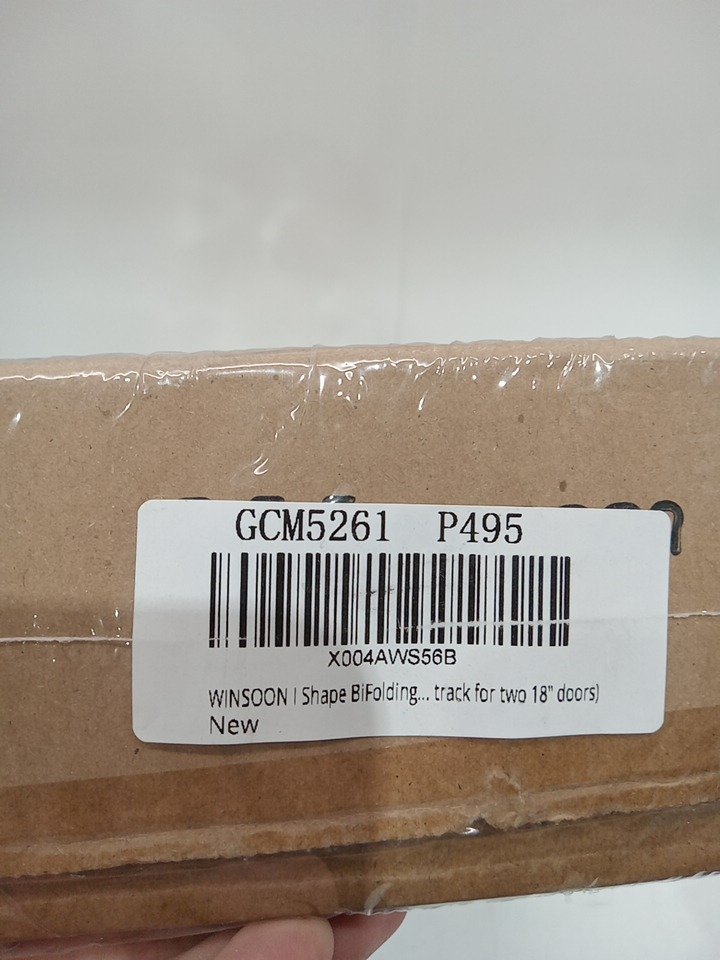 GCM5261 P495
X004AWS56B
WINSOON I Shape BiFolding... track for two 18" doors)
New